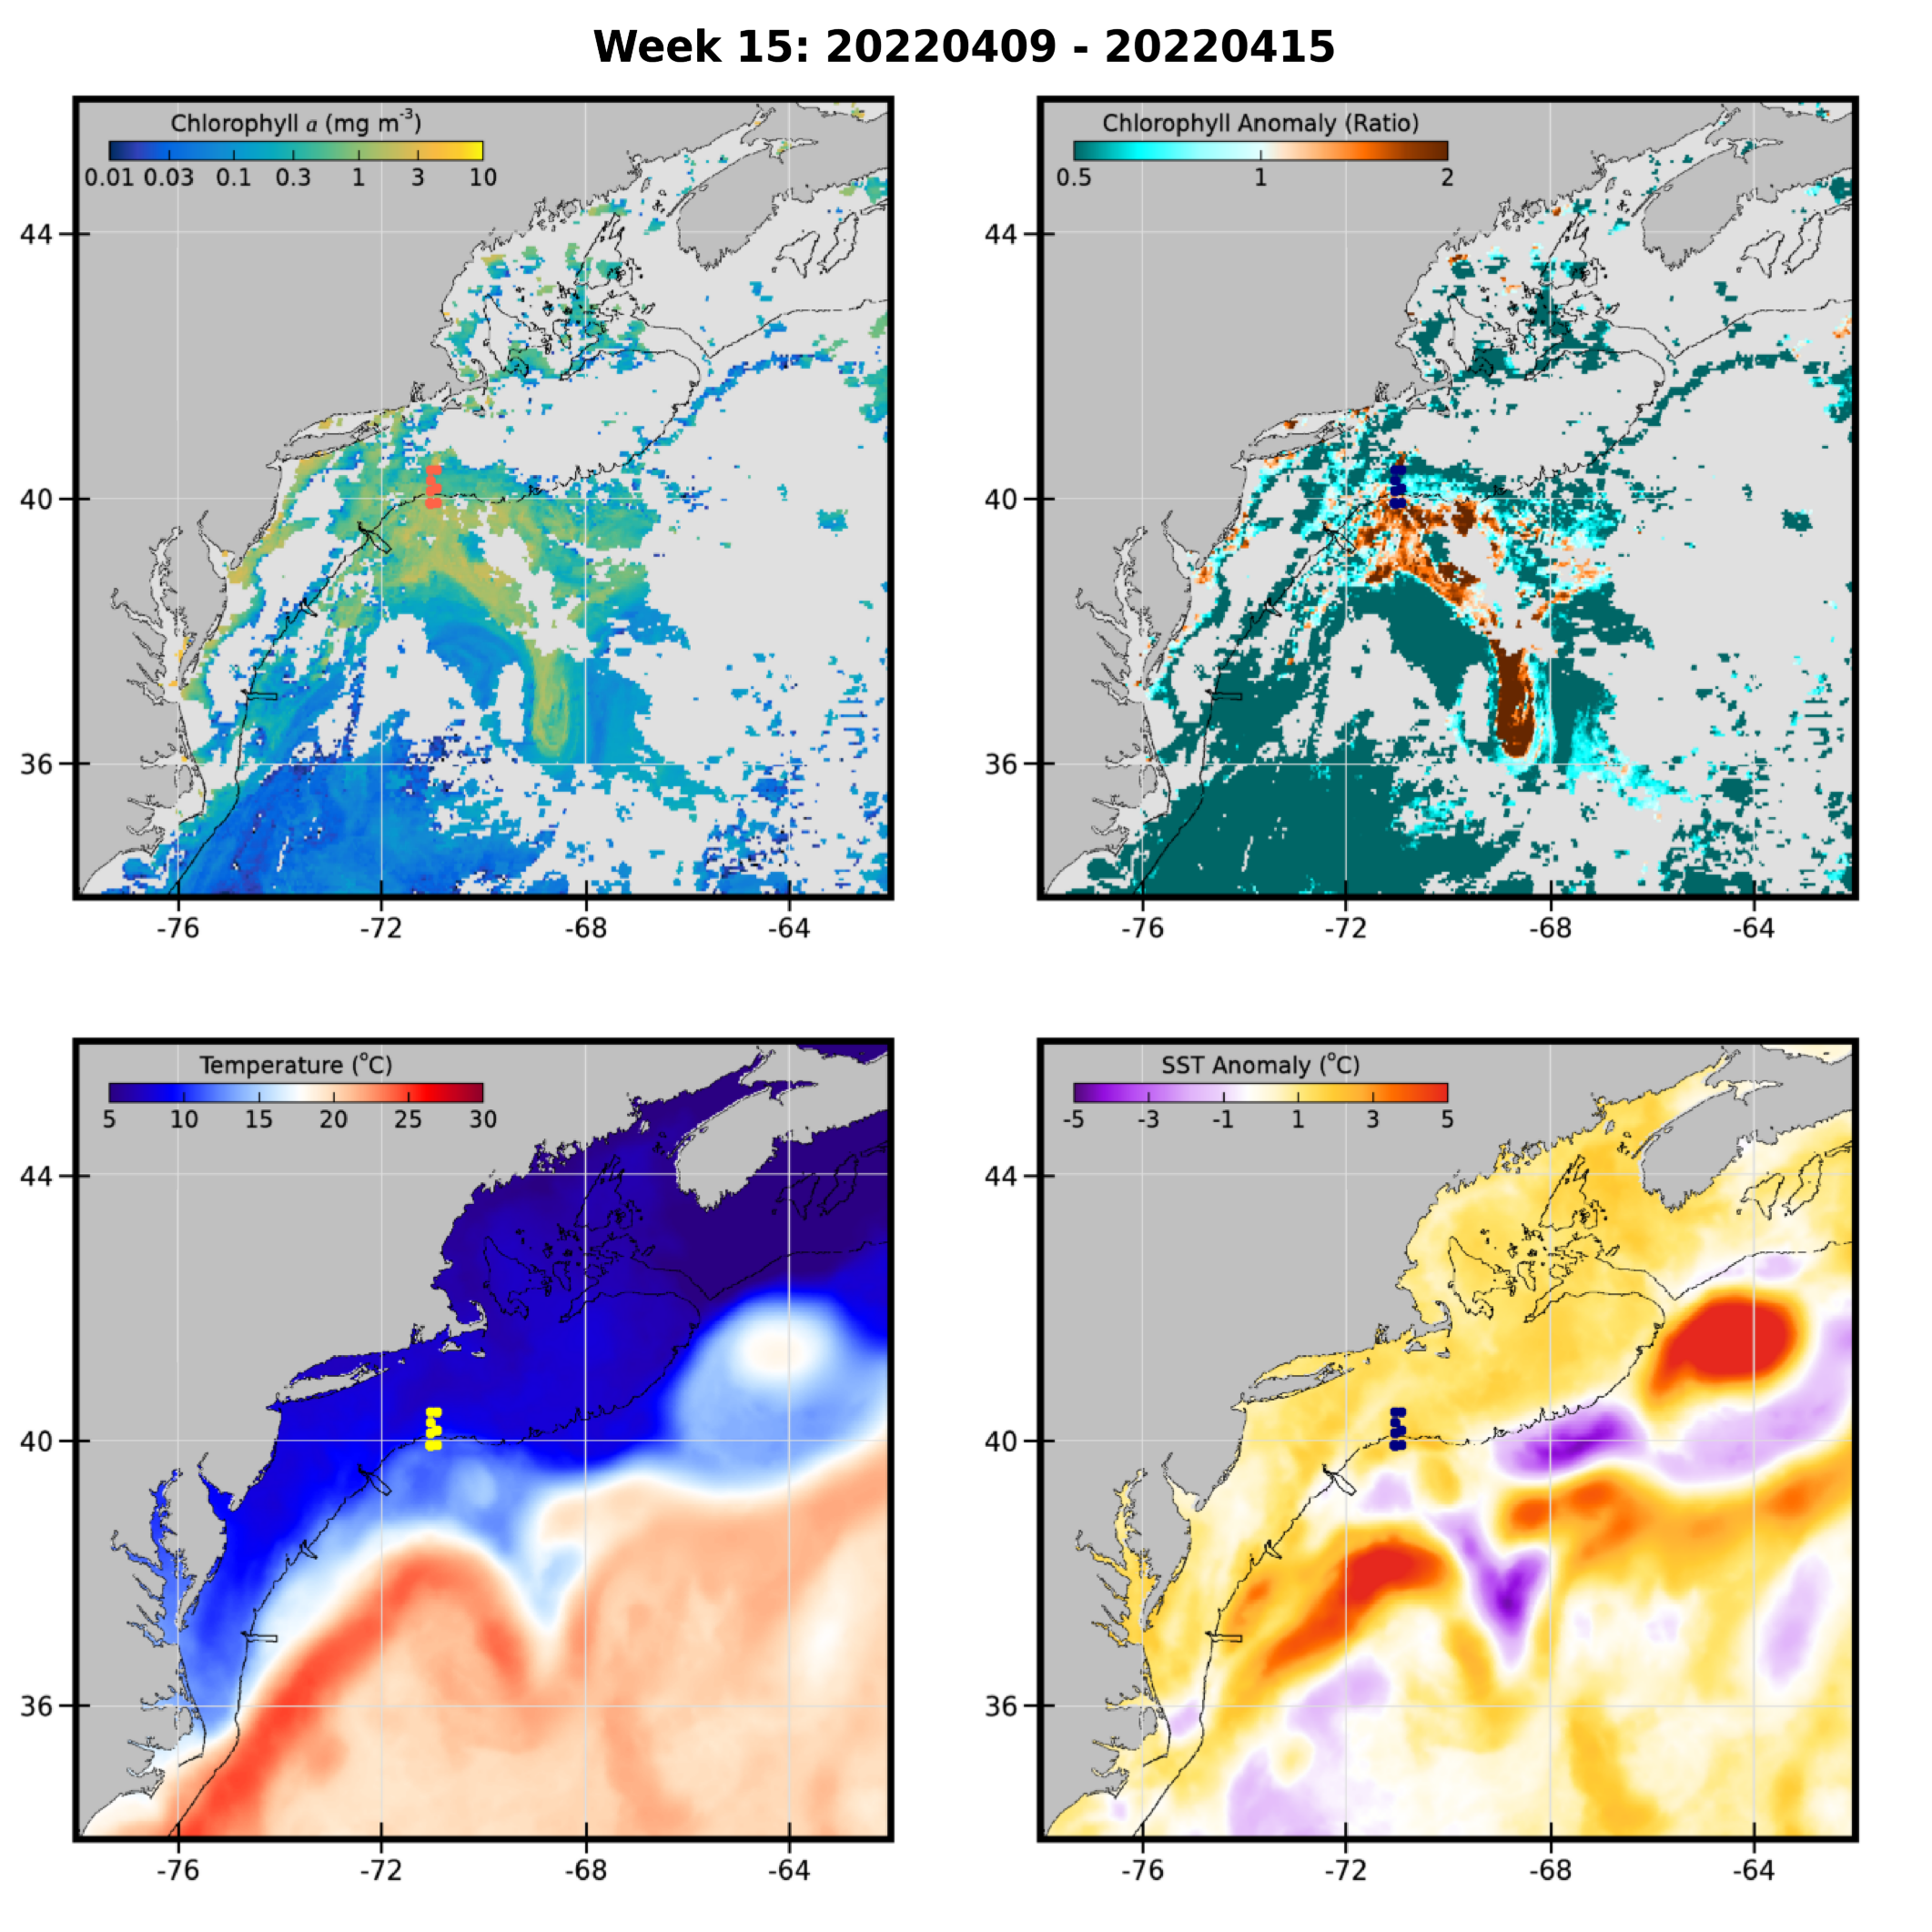 Week 15: 20220409 - 20220415
Chlorophyll a (mg m-3)
0.01 0.03 0.1 0.3 1 3 10
44
40
36
-76 -72 -68 -64
Chlorophyll Anomaly (Ratio)
0.5 1 2
44
40
36
-76 -72 -68 -64
Temperature (oC)
5 10 15 20 25 30
44
40
36
-76 -72 -68 -64
SST Anomaly (oC)
-5 -3 -1 1 3 5
44
40
36
-76 -72 -68 -64